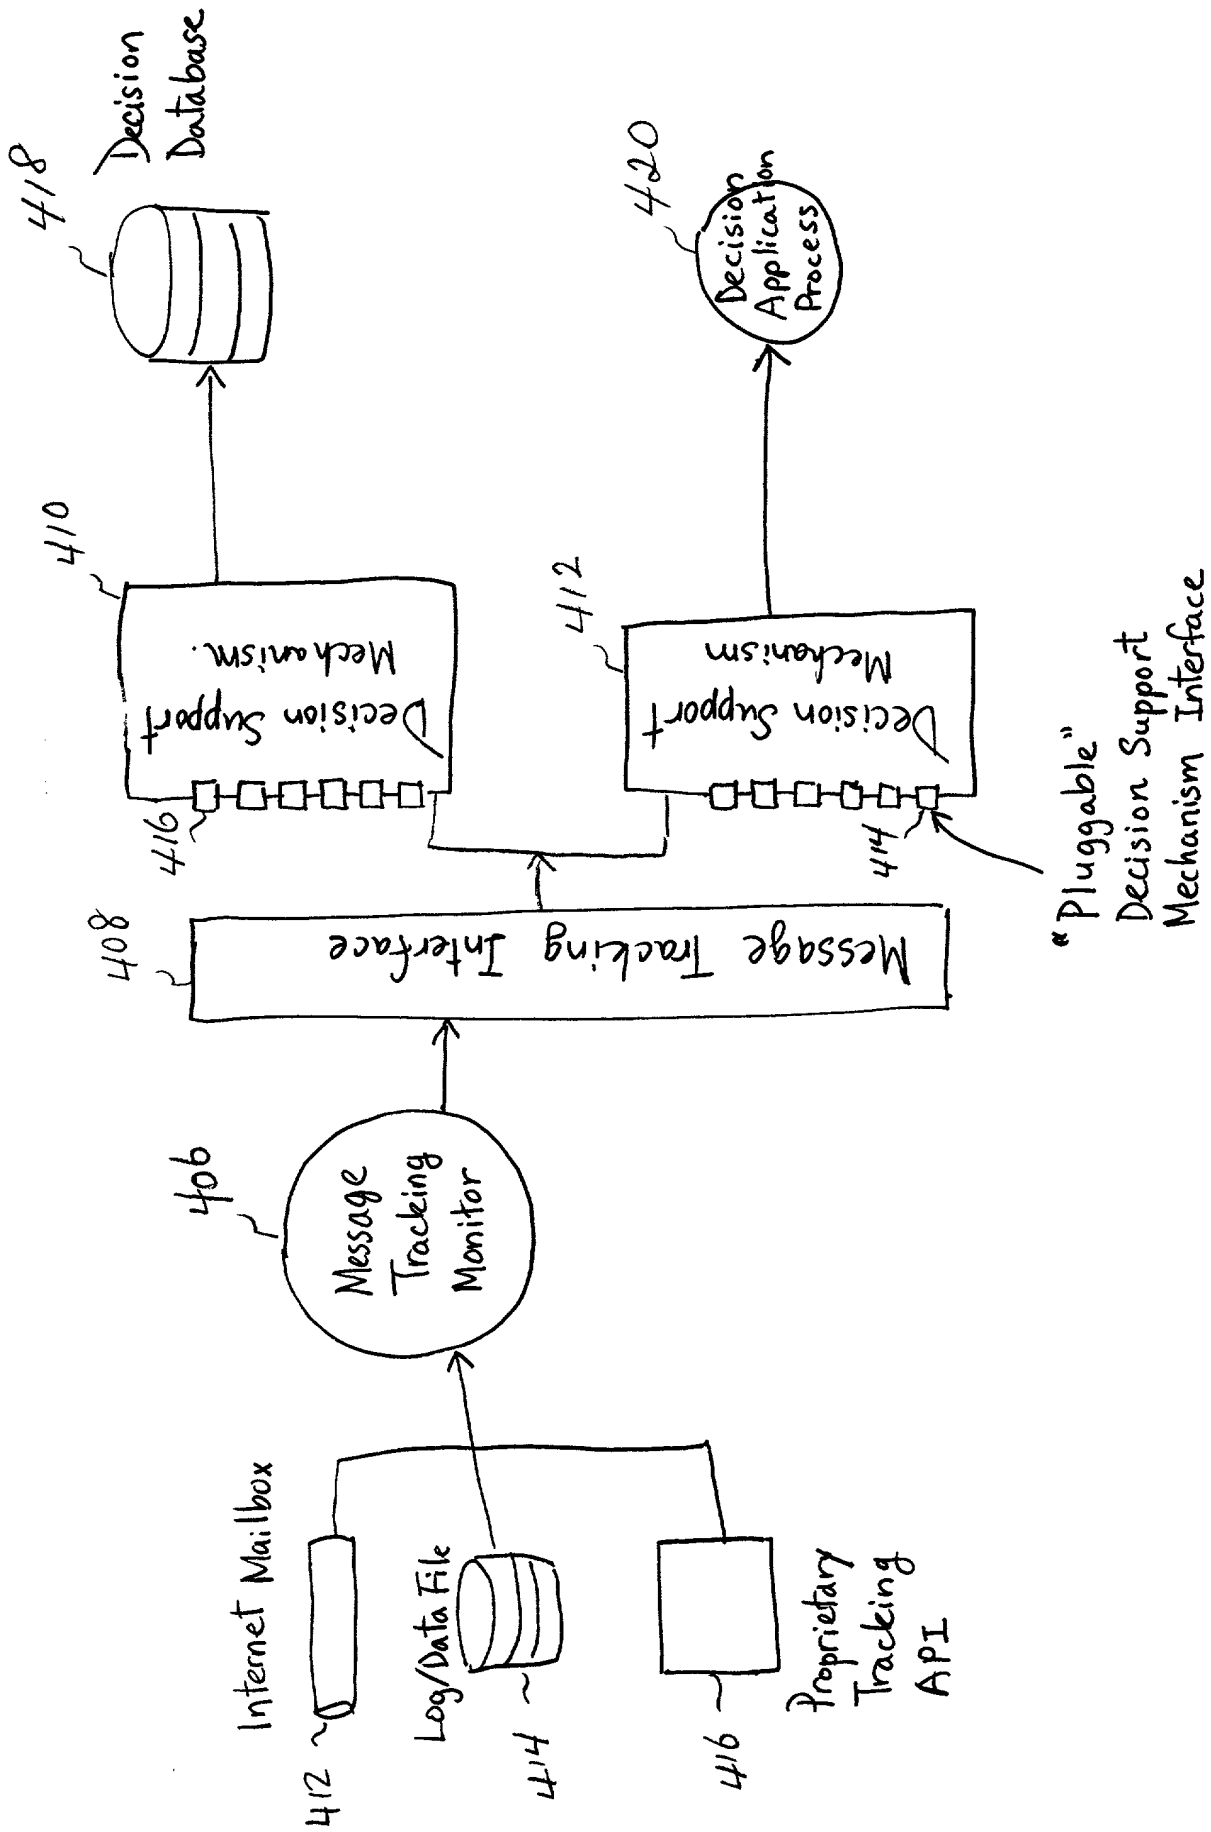 Internet Mailbox
412
Log/Data File
414
416
Proprietary
Tracking
API
406
Message
Tracking
Monitor
408
Message Tracking Interface
410
416
Decision Support
Mechanism.
412
414
Decision Support
Mechanism
"Pluggable"
Decision Support
Mechanism Interface
418
Decision
Database
420
Decision
Application
Process